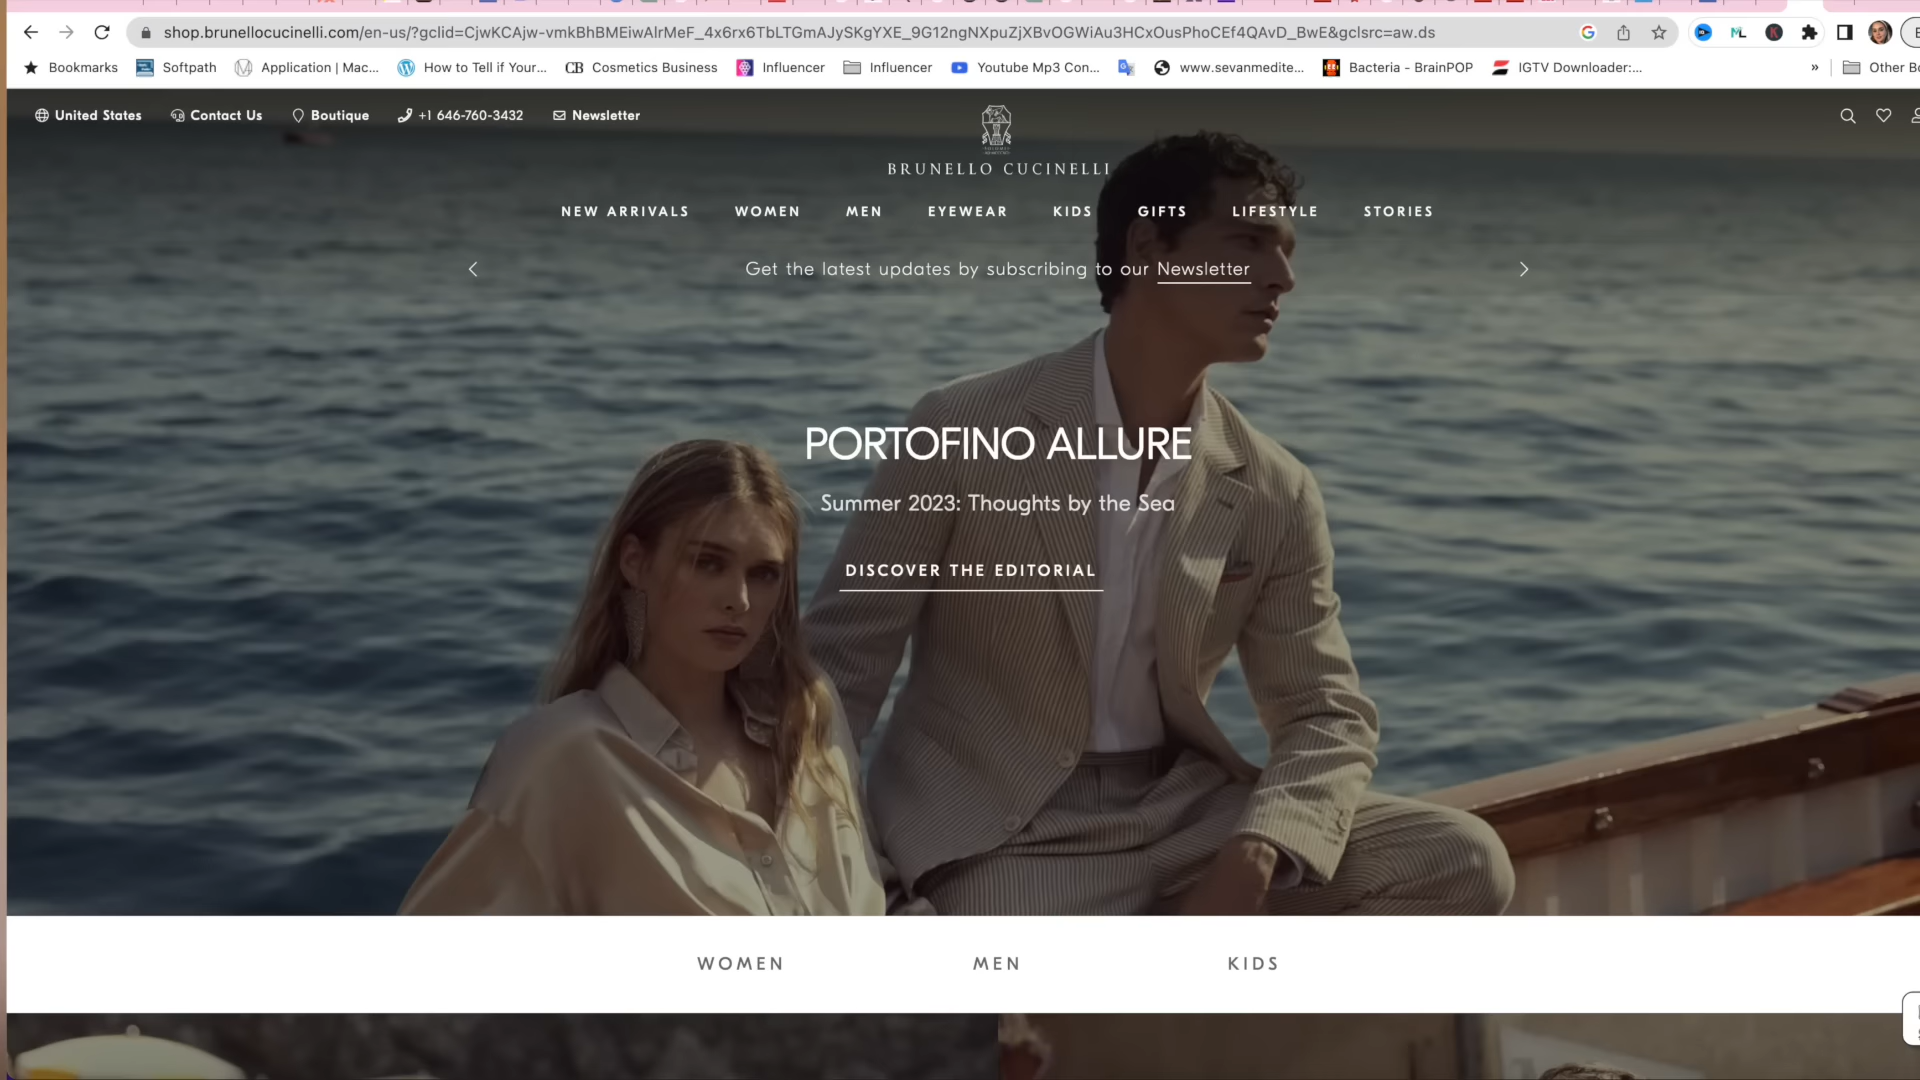 shop.brunellocucinelli.com/en-us/?gclid=CjwKCAjw-vmkBhBMEiwAlrMeF_4x6rx6TbLTGmAJySKgYXE_9G12ngNXpuZjXBvOGWiAu3HCxOusPhoCEf4QAvD_BwE&gclsrc=aw.ds
Bookmarks Softpath Application | Mac... How to Tell if Your... CB Cosmetics Business Influencer Influencer Youtube Mp3 Con... www.sevanmedite... Bacteria - BrainPOP IGTV Downloader:... » Other Bo
United States Contact Us Boutique +1 646-760-3432 Newsletter
BRUNELLO CUCINELLI
NEW ARRIVALS WOMEN MEN EYEWEAR KIDS GIFTS LIFESTYLE STORIES
Get the latest updates by subscribing to our Newsletter
PORTOFINO ALLURE
Summer 2023: Thoughts by the Sea
DISCOVER THE EDITORIAL
WOMEN MEN KIDS